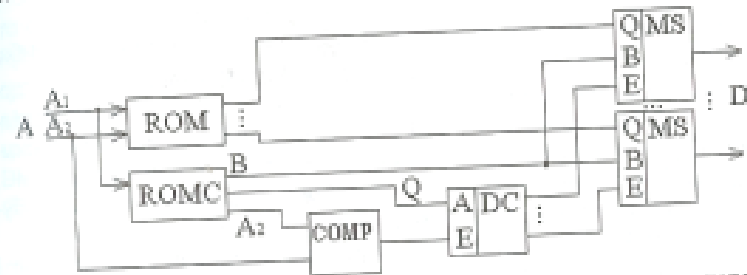 Q MS
B
E
A₁
A A₂
ROM
⋮
...
⋮ D
Q MS
B
E
B
ROMC
Q
A₂
A DC
E
⋮
COMP